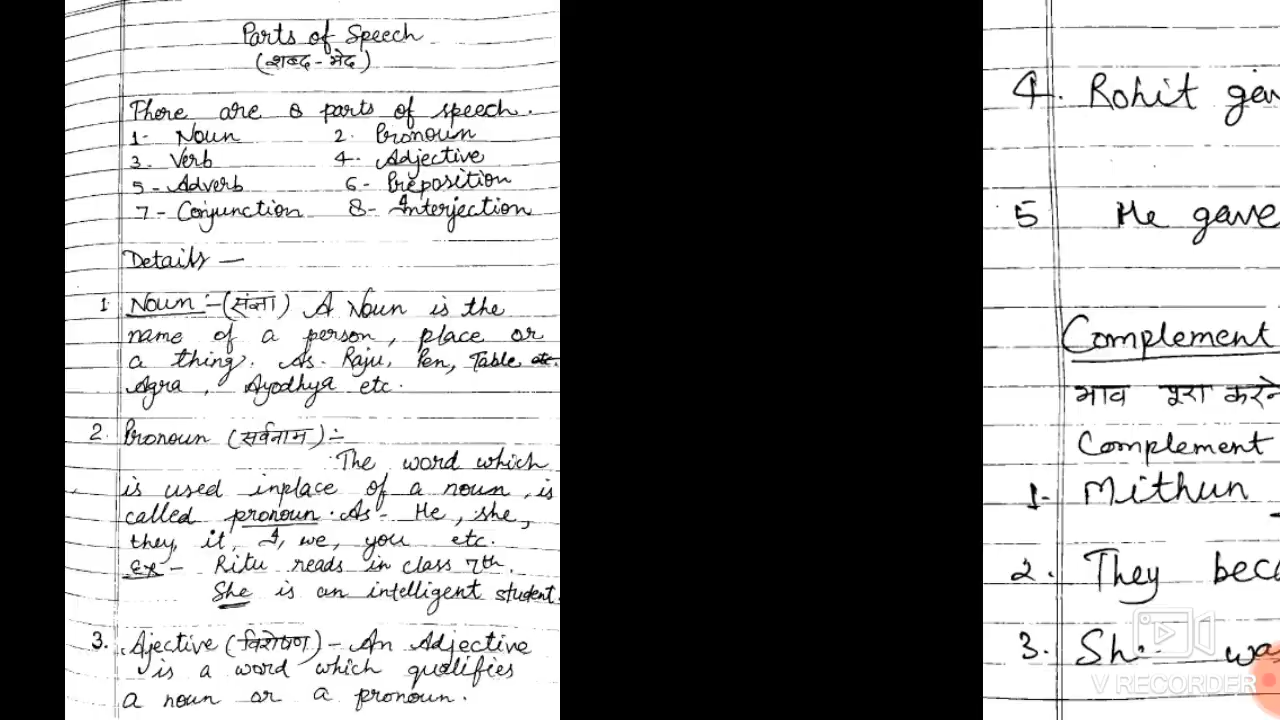 Parts of Speech
(शब्द-भेद)
There are 8 parts of speech.
1- Noun 2. Pronoun
3. Verb 4- Adjective
5- Adverb 6- Preposition
7- Conjunction 8- Interjection
Details —
1. Noun :- (संज्ञा) A Noun is the
name of a person, place or
a thing. As. Raju, Pen, Table etc.
Agra, Ayodhya etc.
2. Pronoun (सर्वनाम) :-
The word which
is used inplace of a noun, is
called pronoun. As - He, she,
they, it, I, we, you etc.
Ex - Ritu reads in class 7th.
She is an intelligent student.
3. Ajective (विशेषण) - An Adjective
is a word which qualifies
a noun or a pronoun.
4. Rohit
5 He gave
Complement
भाव पूरा करने
Complement
1- Mithun
2. They
3.
V RECORDER